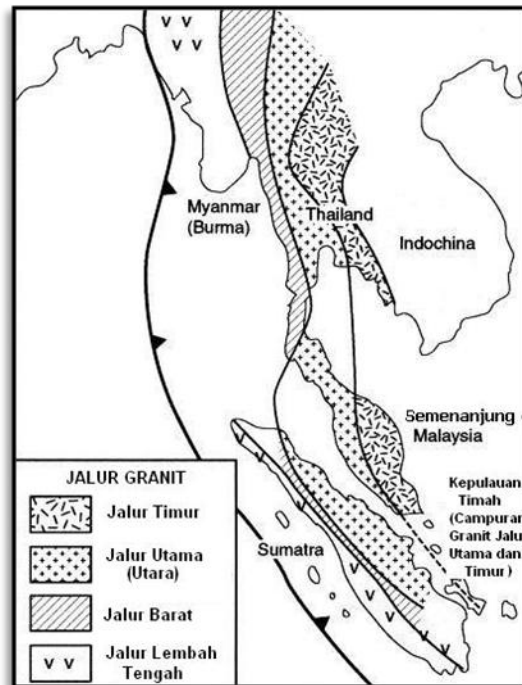 Myanmar
(Burma)
Thailand
Indochina
Semenanjung
Malaysia
Kepulauan
Timah
(Campuran
Granit Jalu
Utama dan
Timur)
Sumatra
JALUR GRANIT
Jalur Timur
Jalur Utama
(Utara)
Jalur Barat
Jalur Lembah
Tengah